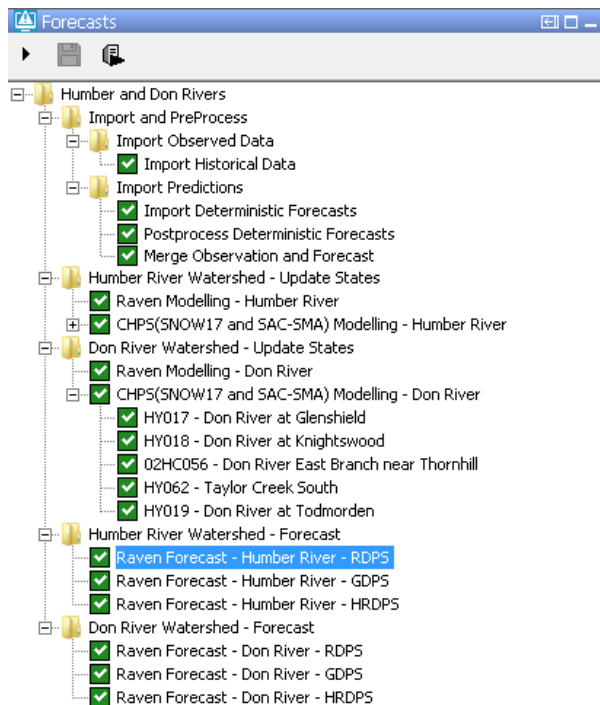 Forecasts
Humber and Don Rivers
Import and PreProcess
Import Observed Data
Import Historical Data
Import Predictions
Import Deterministic Forecasts
Postprocess Deterministic Forecasts
Merge Observation and Forecast
Humber River Watershed - Update States
Raven Modelling - Humber River
CHPS(SNOW17 and SAC-SMA) Modelling - Humber River
Don River Watershed - Update States
Raven Modelling - Don River
CHPS(SNOW17 and SAC-SMA) Modelling - Don River
HY017 - Don River at Glenshield
HY018 - Don River at Knightswood
02HC056 - Don River East Branch near Thornhill
HY062 - Taylor Creek South
HY019 - Don River at Todmorden
Humber River Watershed - Forecast
Raven Forecast - Humber River - RDPS
Raven Forecast - Humber River - GDPS
Raven Forecast - Humber River - HRDPS
Don River Watershed - Forecast
Raven Forecast - Don River - RDPS
Raven Forecast - Don River - GDPS
Raven Forecast - Don River - HRDPS